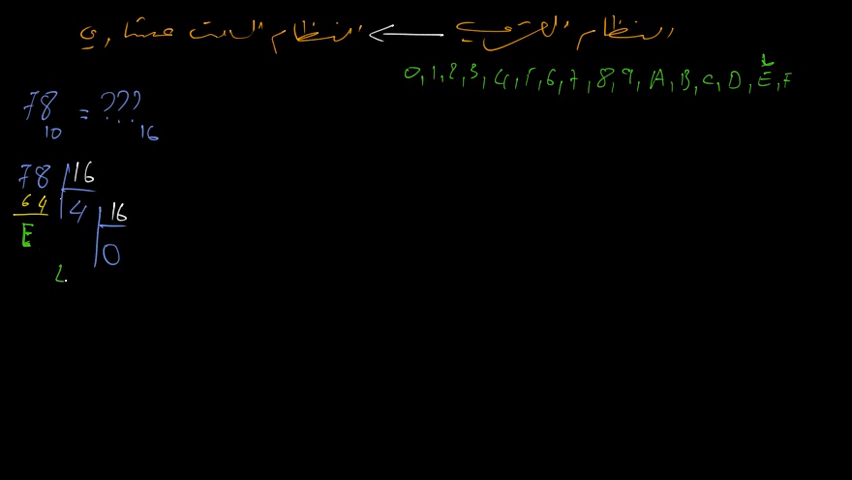 النظام العشري ← النظام الست عشري
0,1,2,3,4,5,6,7,8,9,A,B,C,D,E,F
78₁₀ = ???₁₆
78 16
64 4 16
E 0
4